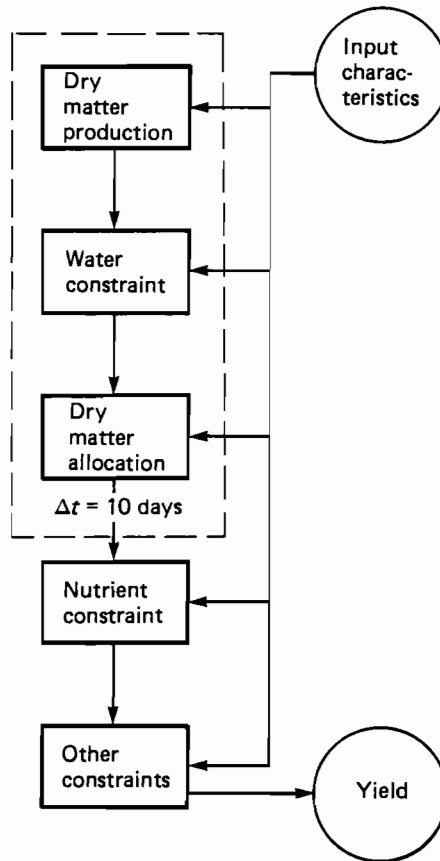 Input
charac-
teristics
Dry
matter
production
Water
constraint
Dry
matter
allocation
Δt = 10 days
Nutrient
constraint
Other
constraints
Yield